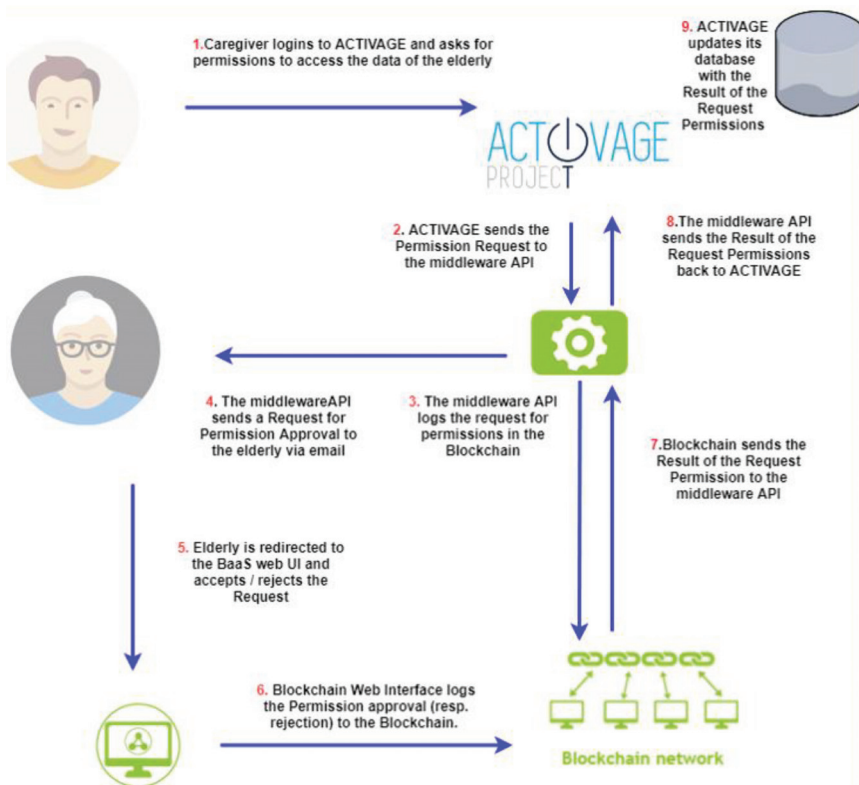 1.Caregiver logins to ACTIVAGE and asks for
permissions to access the data of the elderly
9. ACTIVAGE
updates its
database
with the
Result of the
Request
Permissions
ACTIVAGE
PROJECT
2. ACTIVAGE sends the
Permission Request to
the middleware API
8.The middleware API
sends the Result of the
Request Permissions
back to ACTIVAGE
4. The middlewareAPI
sends a Request for
Permission Approval to
the elderly via email
3. The middleware API
logs the request for
permissions in the
Blockchain
7.Blockchain sends the
Result of the Request
Permission to the
middleware API
5. Elderly is redirected to
the BaaS web UI and
accepts / rejects the
Request
6. Blockchain Web Interface logs
the Permission approval (resp.
rejection) to the Blockchain.
Blockchain network